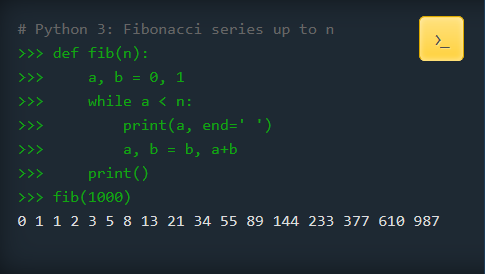 # Python 3: Fibonacci series up to n
>>> def fib(n):
>>>     a, b = 0, 1
>>>     while a < n:
>>>         print(a, end=' ')
>>>         a, b = b, a+b
>>>     print()
>>> fib(1000)
0 1 1 2 3 5 8 13 21 34 55 89 144 233 377 610 987